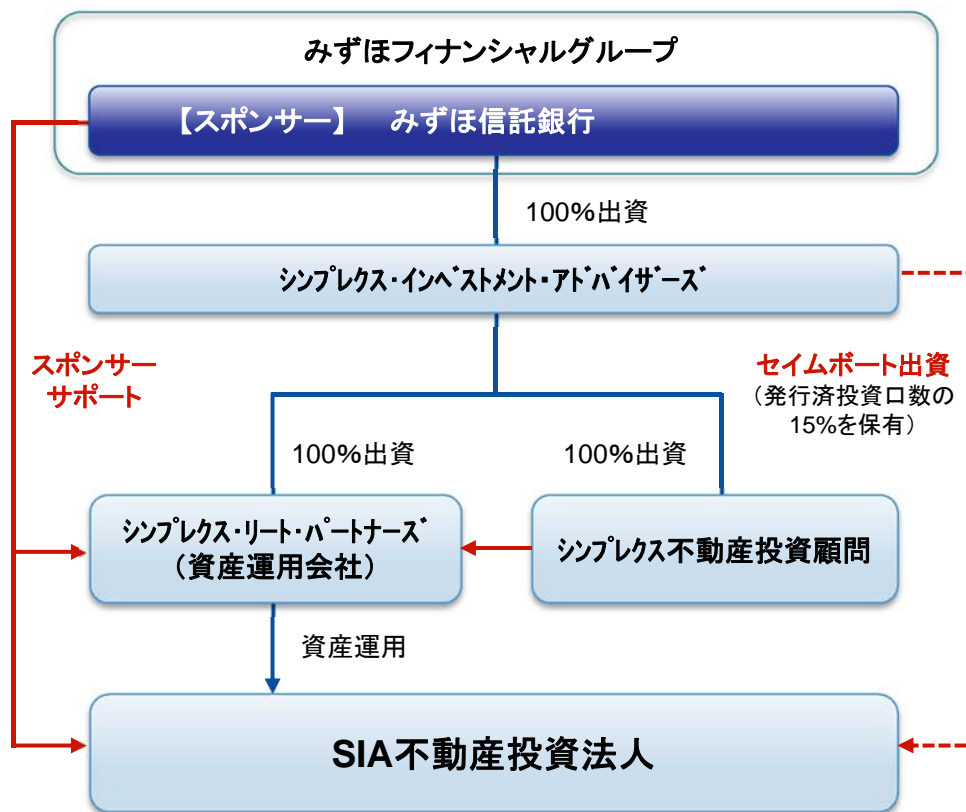 みずほフィナンシャルグループ
【スポンサー】　みずほ信託銀行
100%出資
ｼﾝﾌﾟﾚｸｽ・ｲﾝﾍﾞｽﾄﾒﾝﾄ・ｱﾄﾞﾊﾞｲｻﾞｰｽﾞ
スポンサー
サポート
セイムボート出資
（発行済投資口数の
15%を保有）
100%出資
100%出資
ｼﾝﾌﾟﾚｸｽ・ﾘｰﾄ・ﾊﾟｰﾄﾅｰｽﾞ
（資産運用会社）
ｼﾝﾌﾟﾚｸｽ不動産投資顧問
資産運用
SIA不動産投資法人